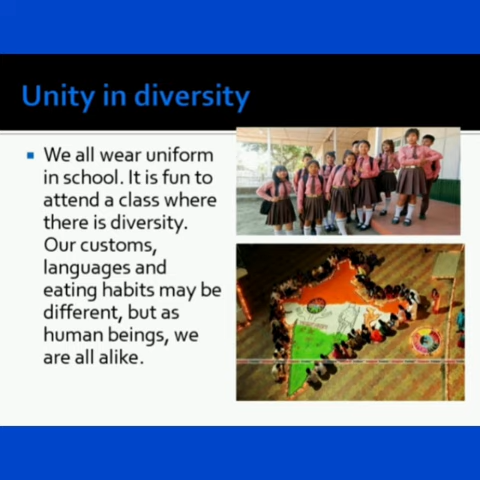 Unity in diversity
We all wear uniform
in school. It is fun to
attend a class where
there is diversity.
Our customs,
languages and
eating habits may be
different, but as
human beings, we
are all alike.